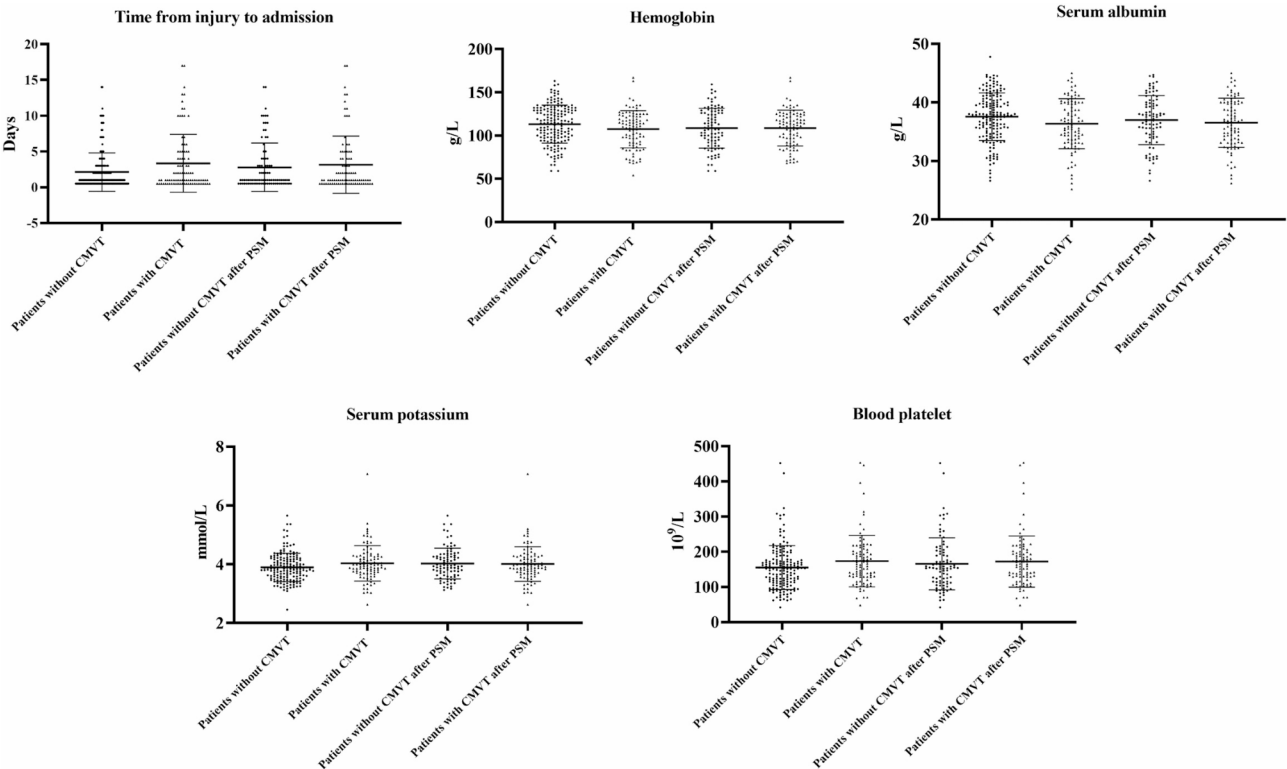 Time from injury to admission
Days
20
15
10
5
0
-5
Patients without CMVT
Patients with CMVT
Patients without CMVT after PSM
Patients with CMVT after PSM
Hemoglobin
g/L
200
150
100
50
0
Patients without CMVT
Patients with CMVT
Patients without CMVT after PSM
Patients with CMVT after PSM
Serum albumin
g/L
50
40
30
20
Patients without CMVT
Patients with CMVT
Patients without CMVT after PSM
Patients with CMVT after PSM
Serum potassium
mmol/L
8
6
4
2
Patients without CMVT
Patients with CMVT
Patients without CMVT after PSM
Patients with CMVT after PSM
Blood platelet
10⁹/L
500
400
300
200
100
0
Patients without CMVT
Patients with CMVT
Patients without CMVT after PSM
Patients with CMVT after PSM